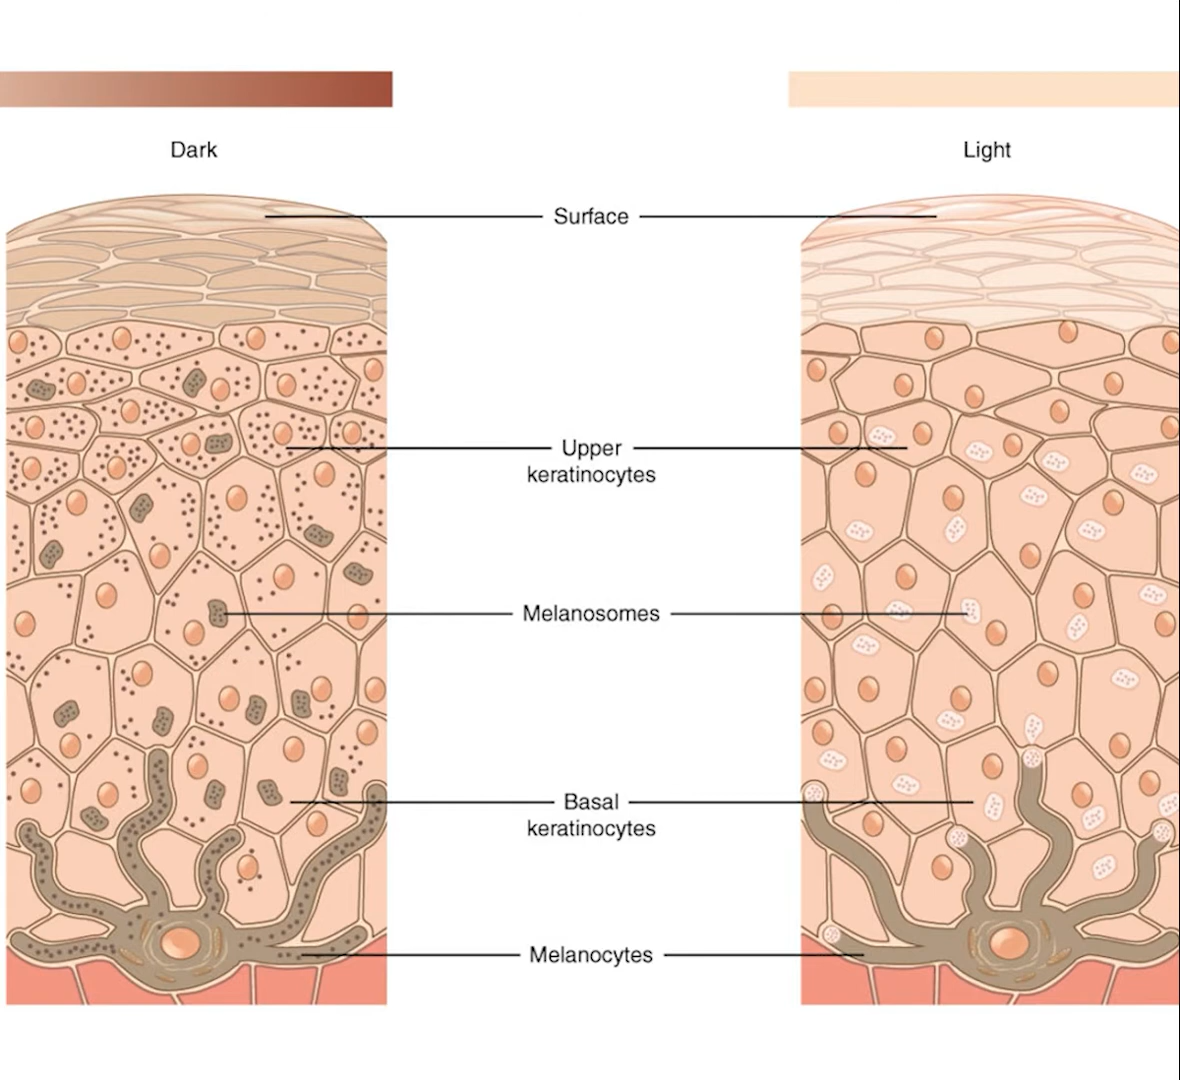 Dark
Light
Surface
Upper
keratinocytes
Melanosomes
Basal
keratinocytes
Melanocytes